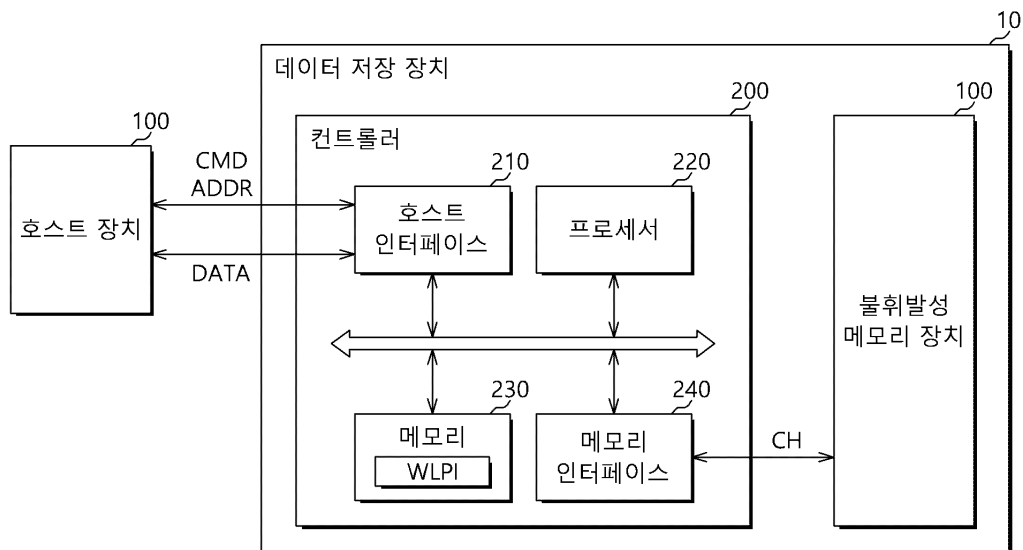 10
데이터 저장 장치
100
호스트 장치
CMD
ADDR
DATA
200
컨트롤러
210
호스트
인터페이스
220
프로세서
230
메모리
WLPI
240
메모리
인터페이스
CH
100
불휘발성
메모리 장치